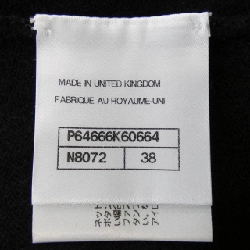 MADE IN UNITED KINGDOM
FABRIQUE AU ROYAUME-UNI
P64666K60664
N8072 38